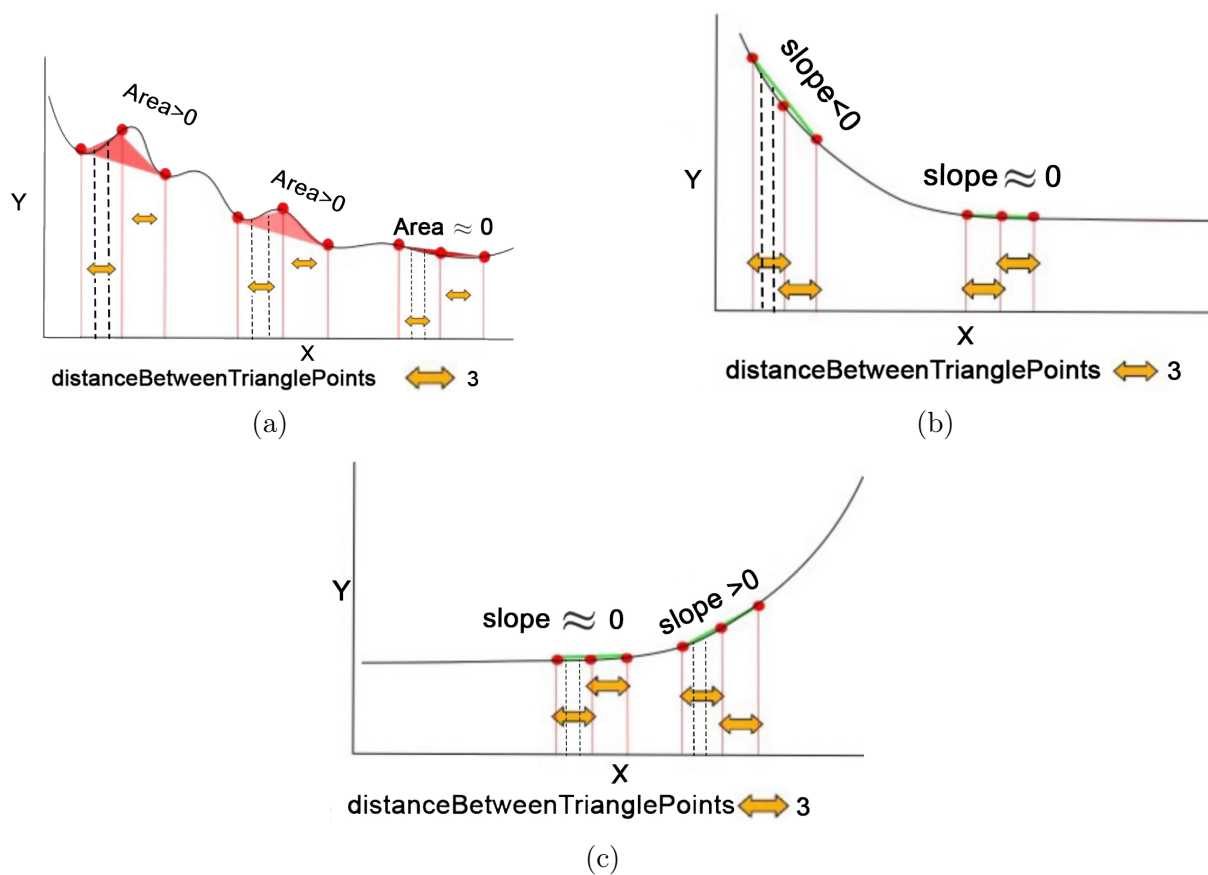 Area>0
Y
Area>0
Area ≈ 0
X
distanceBetweenTrianglePoints 3
(a)
slope<0
Y
slope ≈ 0
X
distanceBetweenTrianglePoints 3
(b)
Y
slope ≈ 0
slope >0
X
distanceBetweenTrianglePoints 3
(c)